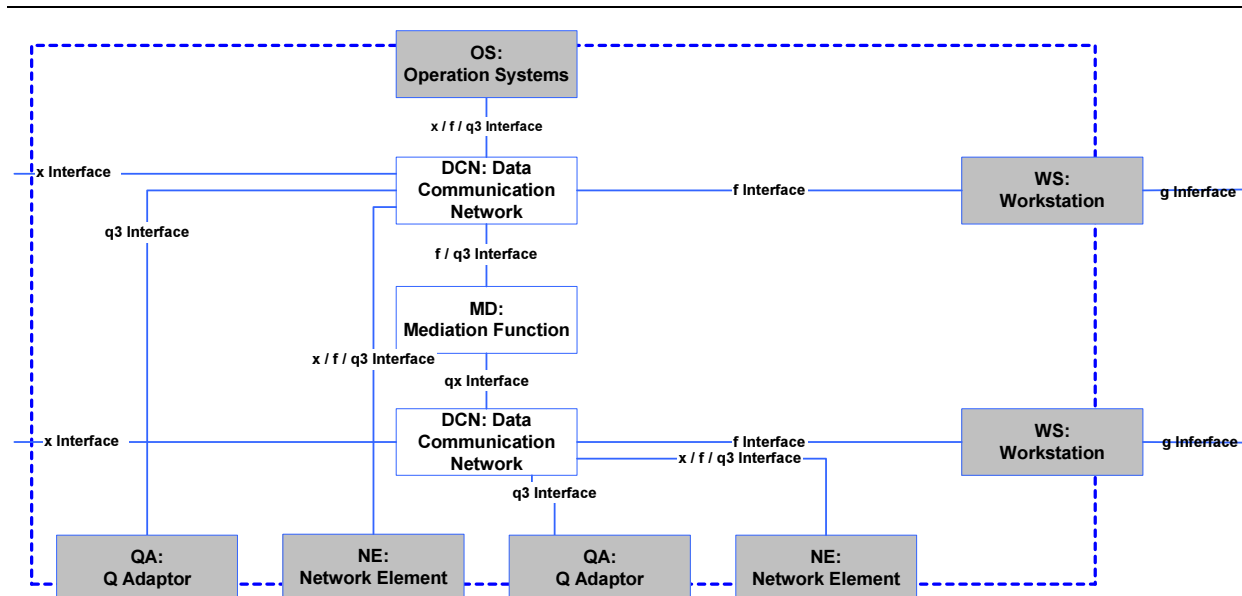 OS:
Operation Systems
x / f / q3 Interface
x Interface
DCN: Data
Communication
Network
f Interface
WS:
Workstation
g Inferface
q3 Interface
f / q3 Interface
MD:
Mediation Function
x / f / q3 Interface
qx Interface
x Interface
DCN: Data
Communication
Network
f Interface
x / f / q3 Interface
WS:
Workstation
g Inferface
q3 Interface
QA:
Q Adaptor
NE:
Network Element
QA:
Q Adaptor
NE:
Network Element